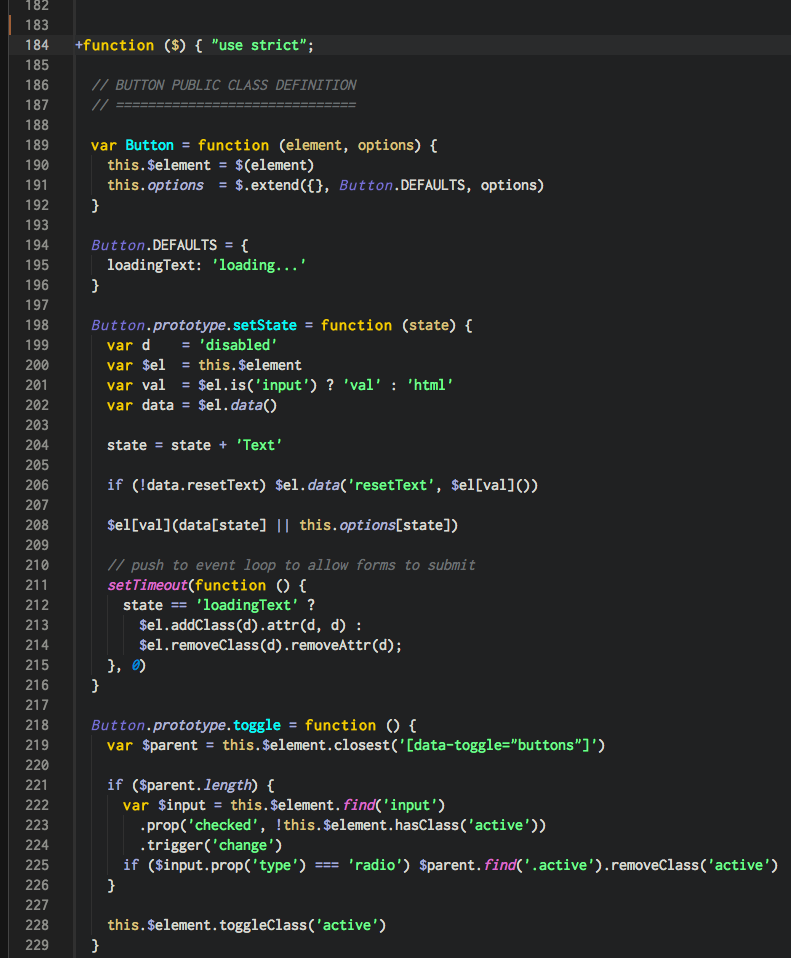 182
183
184 +function ($) { "use strict";
185
186 // BUTTON PUBLIC CLASS DEFINITION
187 // ==============================
188
189 var Button = function (element, options) {
190 this.$element = $(element)
191 this.options  = $.extend({}, Button.DEFAULTS, options)
192 }
193
194 Button.DEFAULTS = {
195 loadingText: 'loading...'
196 }
197
198 Button.prototype.setState = function (state) {
199 var d    = 'disabled'
200 var $el  = this.$element
201 var val  = $el.is('input') ? 'val' : 'html'
202 var data = $el.data()
203
204 state = state + 'Text'
205
206 if (!data.resetText) $el.data('resetText', $el[val]())
207
208 $el[val](data[state] || this.options[state])
209
210 // push to event loop to allow forms to submit
211 setTimeout(function () {
212 state == 'loadingText' ?
213 $el.addClass(d).attr(d, d) :
214 $el.removeClass(d).removeAttr(d);
215 }, 0)
216 }
217
218 Button.prototype.toggle = function () {
219 var $parent = this.$element.closest('[data-toggle="buttons"]')
220
221 if ($parent.length) {
222 var $input = this.$element.find('input')
223 .prop('checked', !this.$element.hasClass('active'))
224 .trigger('change')
225 if ($input.prop('type') === 'radio') $parent.find('.active').removeClass('active')
226 }
227
228 this.$element.toggleClass('active')
229 }